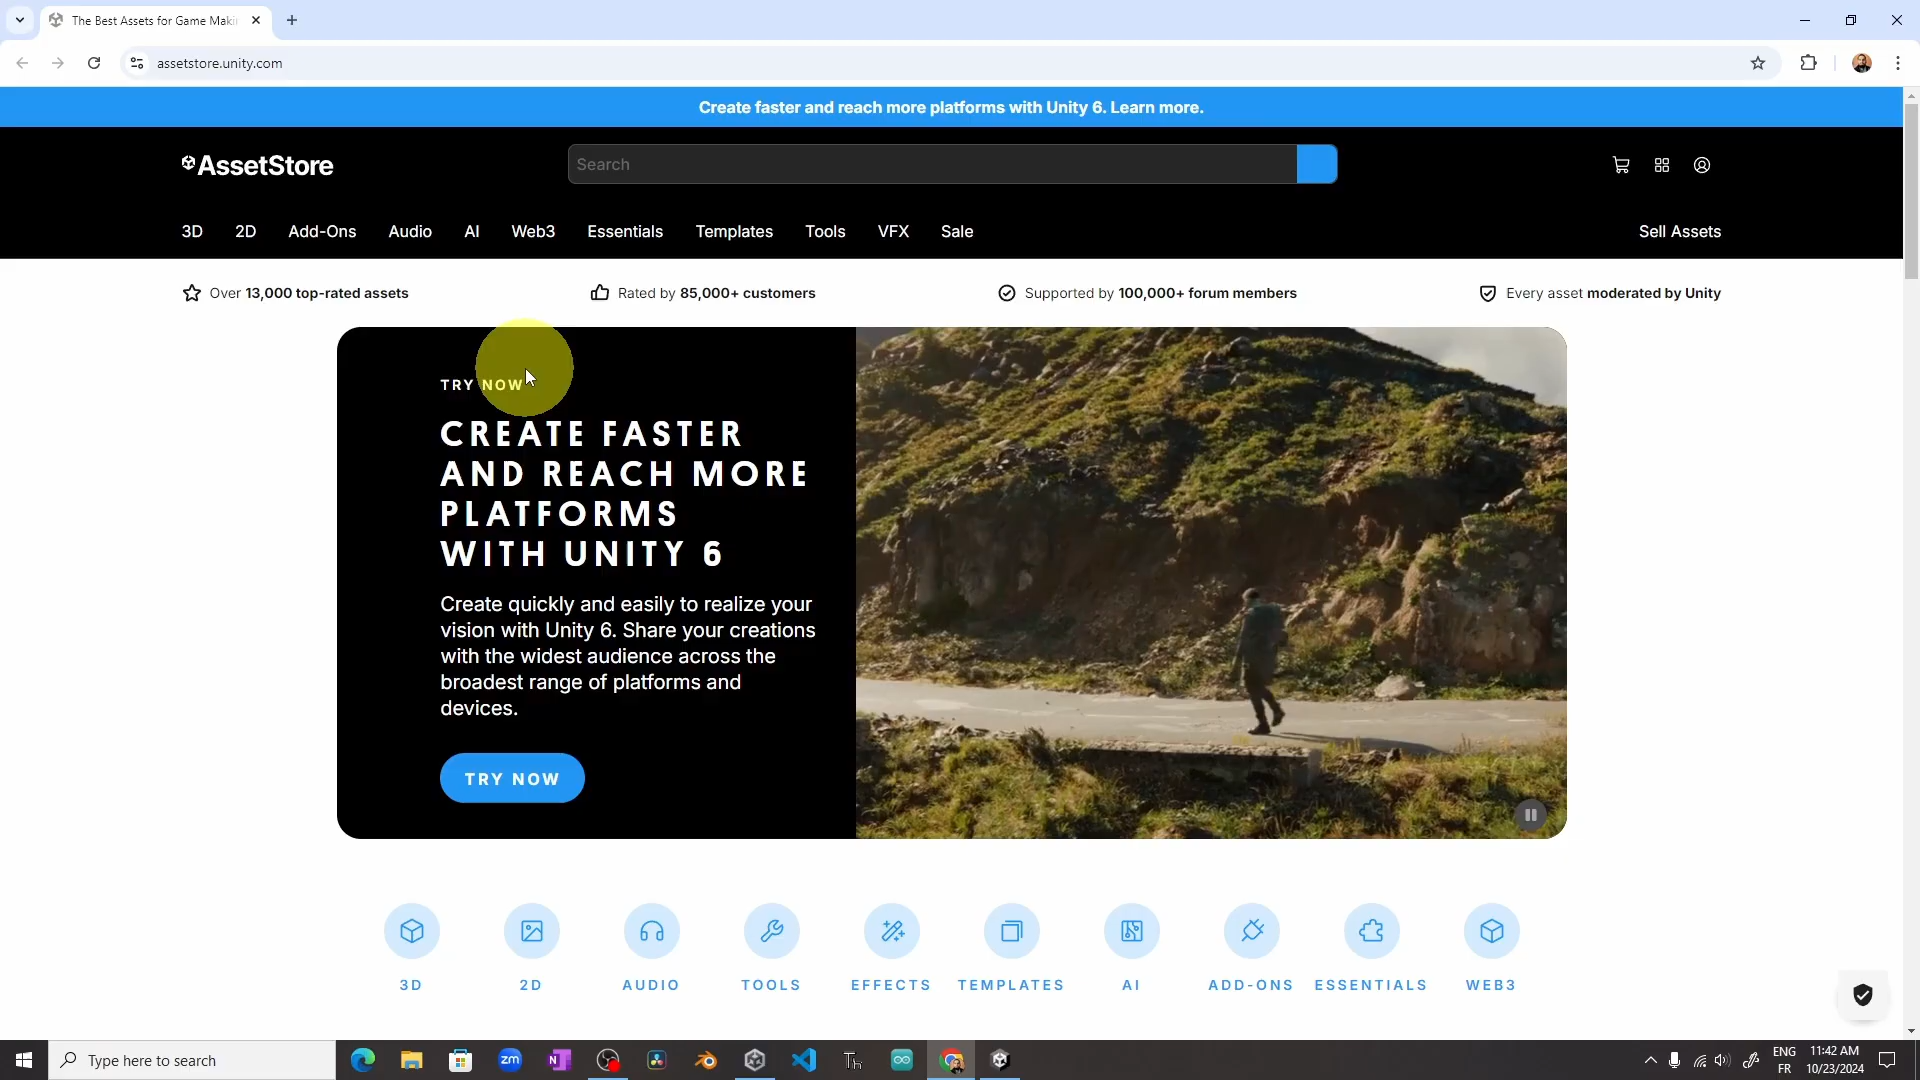 The Best Assets for Game Maki
assetstore.unity.com
Create faster and reach more platforms with Unity 6. Learn more.
AssetStore
Search
3D 2D Add-Ons Audio AI Web3 Essentials Templates Tools VFX Sale Sell Assets
Over 13,000 top-rated assets Rated by 85,000+ customers Supported by 100,000+ forum members Every asset moderated by Unity
TRY NOW
CREATE FASTER
AND REACH MORE
PLATFORMS
WITH UNITY 6
Create quickly and easily to realize your
vision with Unity 6. Share your creations
with the widest audience across the
broadest range of platforms and
devices.
TRY NOW
3D 2D AUDIO TOOLS EFFECTS TEMPLATES AI ADD-ONS ESSENTIALS WEB3
Type here to search
zm
N
Th
ENG
FR
11:42 AM
10/23/2024